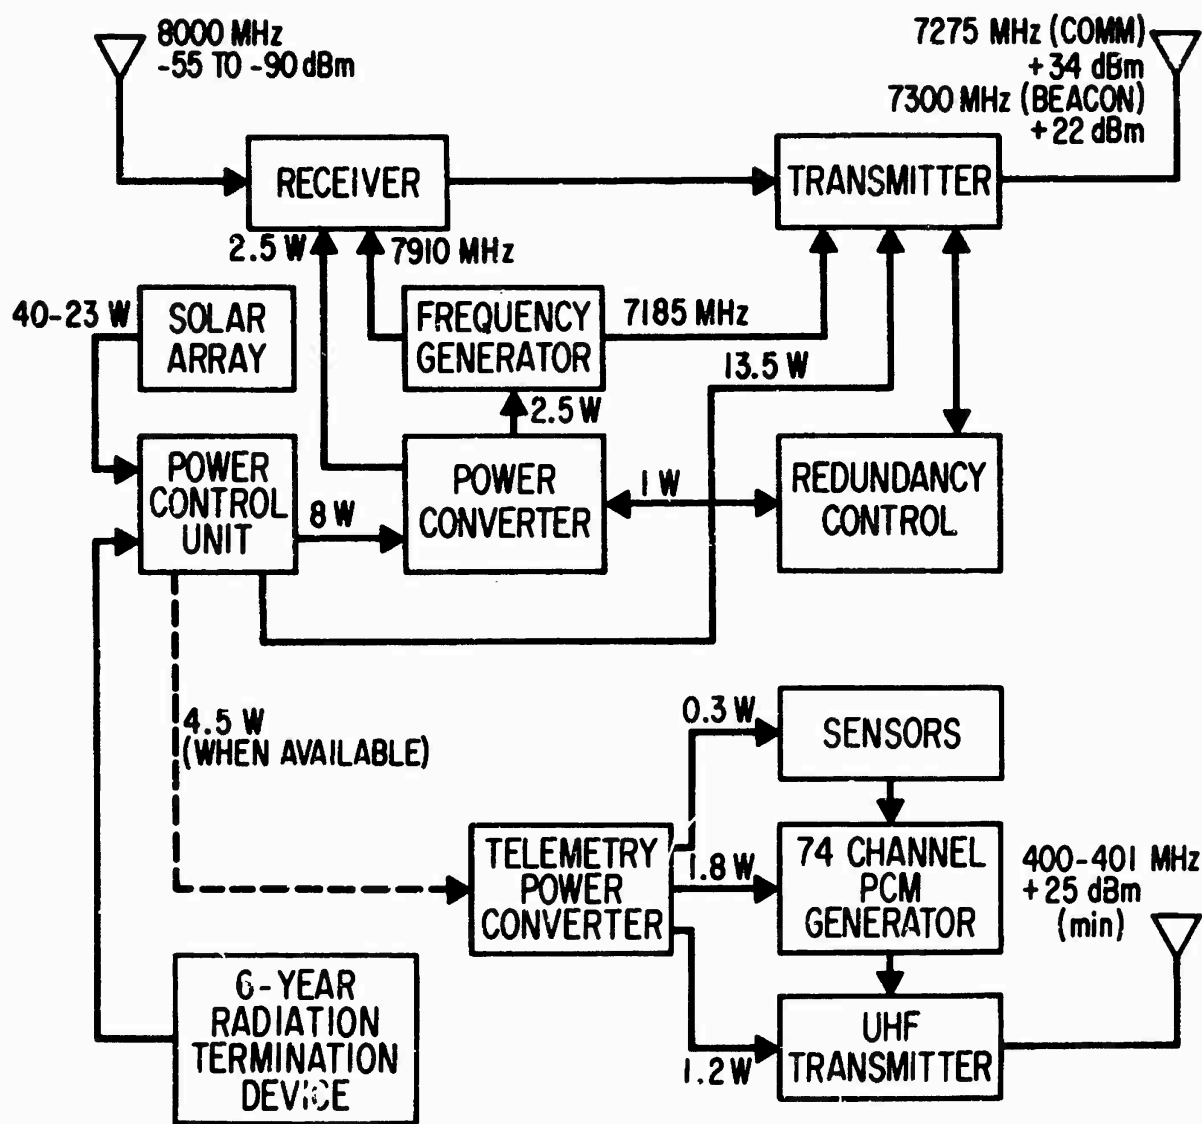 8000 MHz
-55 TO -90 dBm
7275 MHz (COMM)
+34 dBm
7300 MHz (BEACON)
+22 dBm
RECEIVER
TRANSMITTER
2.5 W
7910 MHz
40-23 W
SOLAR
ARRAY
FREQUENCY
GENERATOR
7185 MHz
13.5 W
2.5 W
POWER
CONTROL
UNIT
8 W
POWER
CONVERTER
1 W
REDUNDANCY
CONTROL
4.5 W
(WHEN AVAILABLE)
0.3 W
SENSORS
TELEMETRY
POWER
CONVERTER
1.8 W
74 CHANNEL
PCM
GENERATOR
400-401 MHz
+25 dBm
(min)
6-YEAR
RADIATION
TERMINATION
DEVICE
1.2 W
UHF
TRANSMITTER